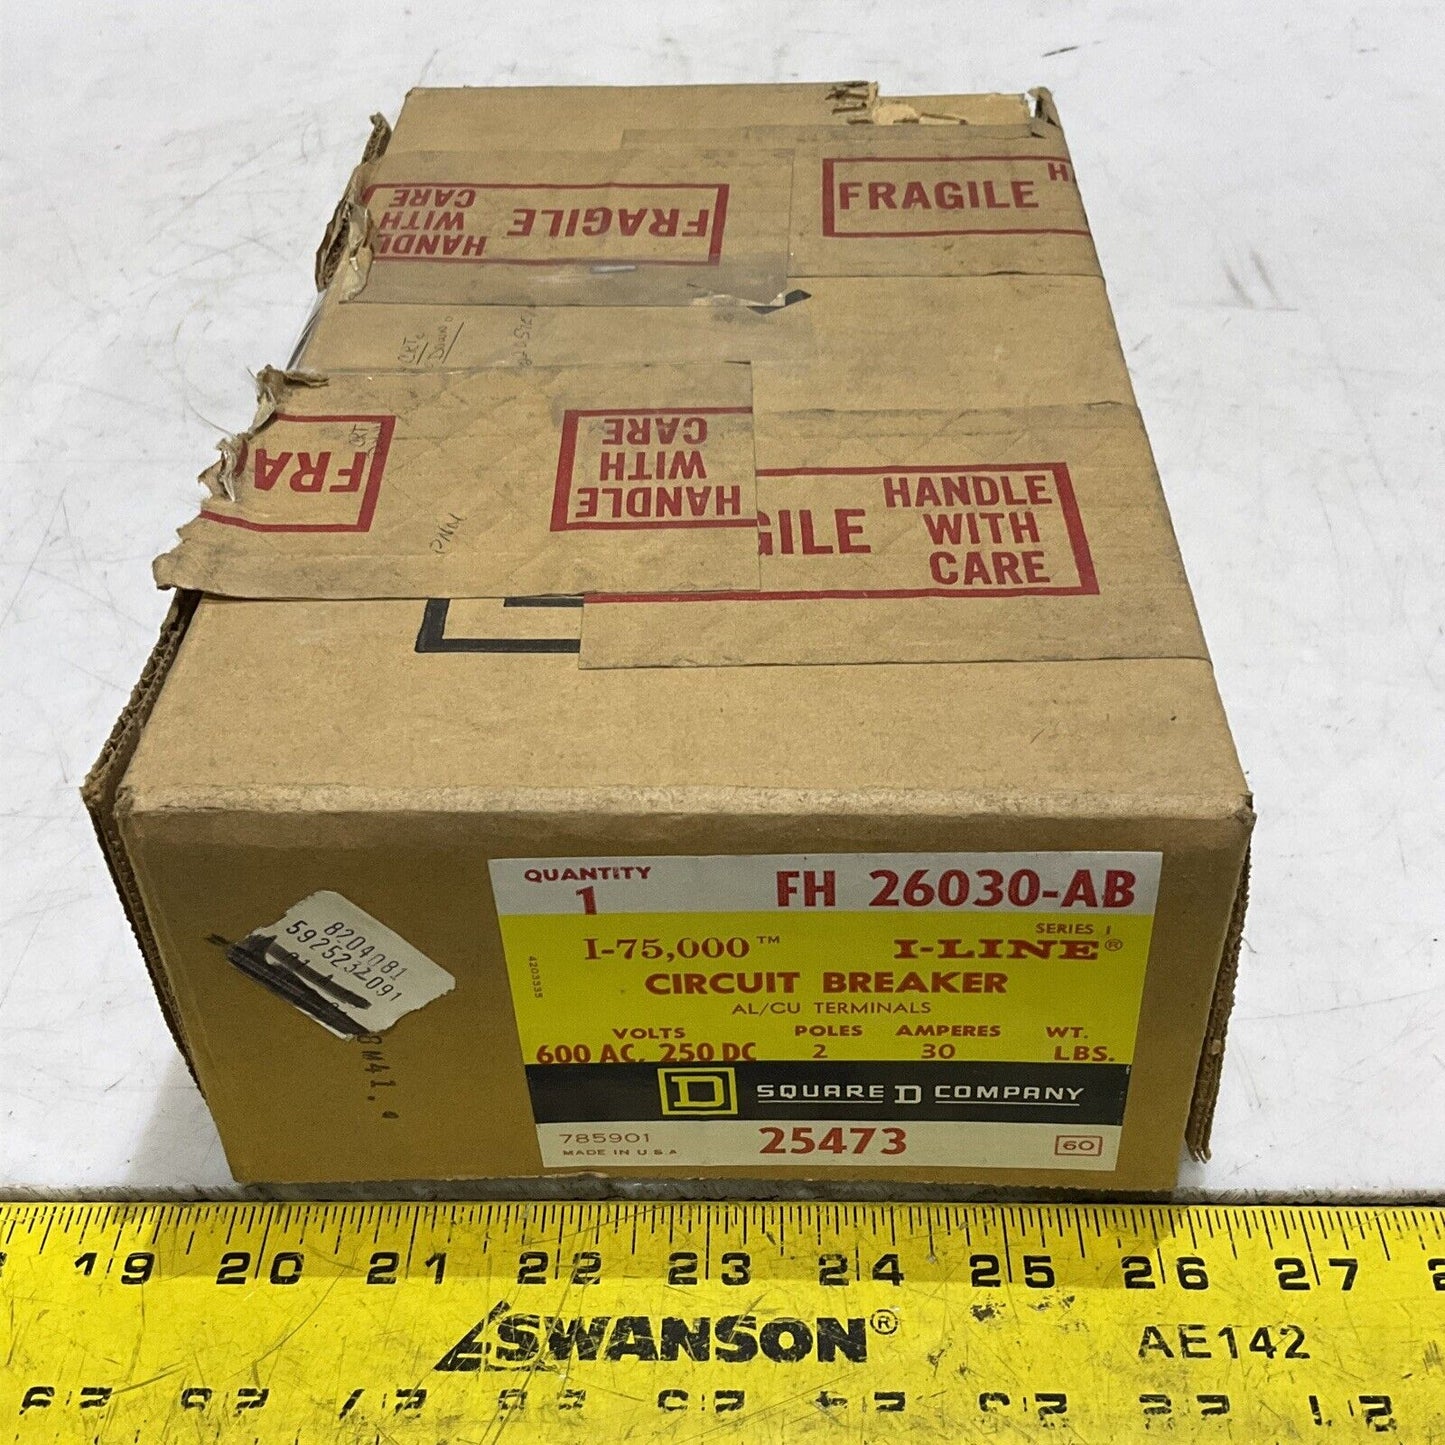 HANDLE
WITH
CARE
FRAGILE
FRAGILE
H
CRT
FRA
HANDLE
WITH
CARE
GILE
HANDLE
WITH
CARE
8204081
5925232091
QUANTITY
1
FH 26030-AB
SERIES 1
I-75,000™
I-LINE®
CIRCUIT BREAKER
AL/CU TERMINALS
4203335
VOLTS
POLES
AMPERES
WT.
600 AC, 250 DC
2
30
LBS.
D
SQUARE D COMPANY
785901
MADE IN U.S.A
25473
60
19 20 21 22 23 24 25 26 27
SWANSON®
AE142